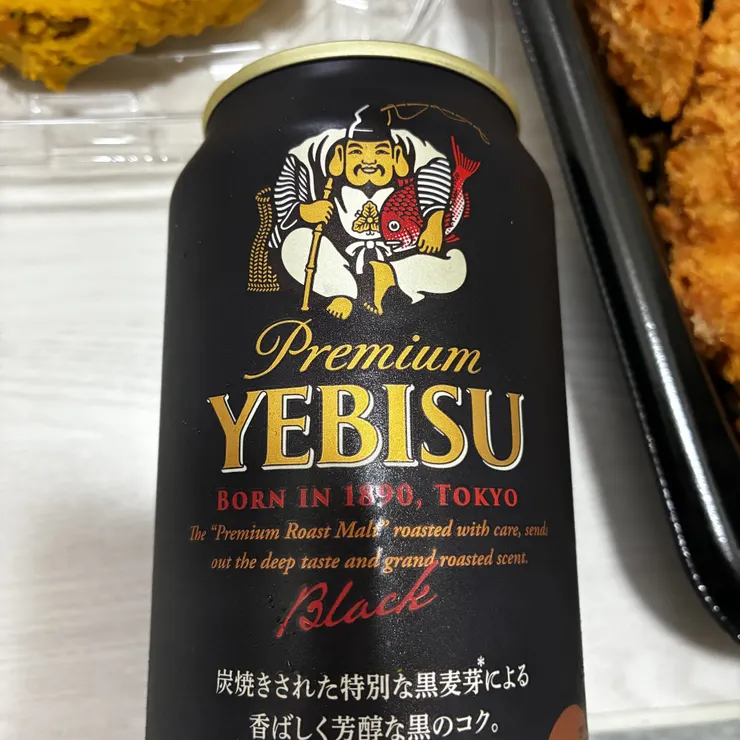 Premium
YEBISU
BORN IN 1890, TOKYO
The "Premium Roast Malt" roasted with care, sends
out the deep taste and grand roasted scent.
Black
炭焼きされた特別な黒麦芽*による
香ばしく芳醇な黒のコク。